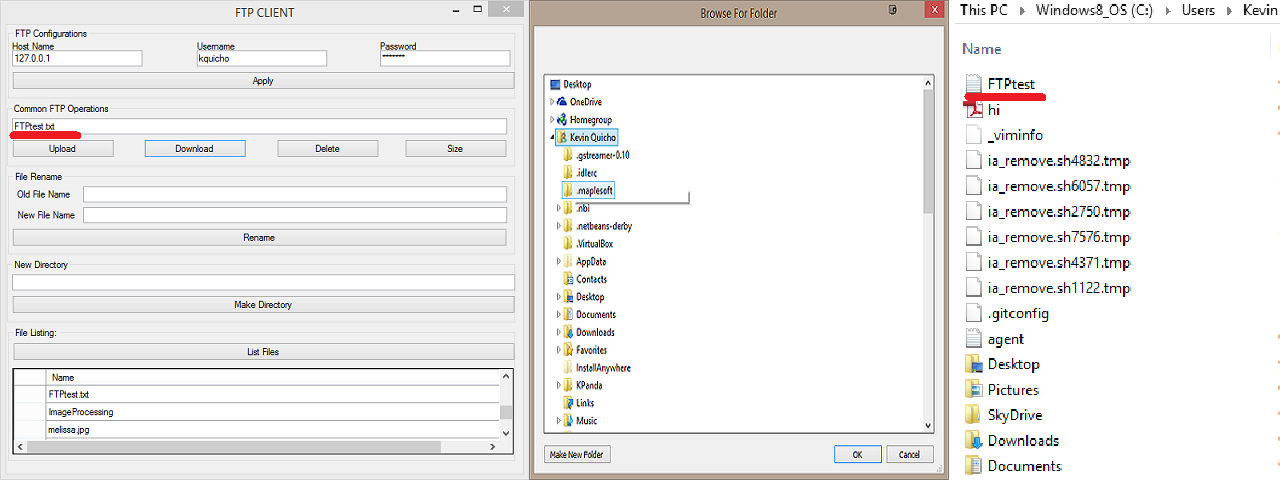 FTP CLIENT
FTP Configurations
Host Name Username Password
127.0.0.1 kquicho *******
Apply
Common FTP Operations
FTPtest.txt
Upload Download Delete Size
File Rename
Old File Name
New File Name
Rename
New Directory
Make Directory
File Listing:
List Files
Name
FTPtest.txt
ImageProcessing
melissa.jpg
Browse For Folder
Desktop
OneDrive
Homegroup
Kevin Quicho
.gstreamer-0.10
.idlerc
.maplesoft
.nbi
.netbeans-derby
.VirtualBox
AppData
Contacts
Desktop
Documents
Downloads
Favorites
InstallAnywhere
KPanda
Links
Music
Make New Folder OK Cancel
This PC Windows8_OS (C:) Users Kevin
Name
FTPtest
hi
_viminfo
ia_remove.sh4832.tmp
ia_remove.sh6057.tmp
ia_remove.sh2750.tmp
ia_remove.sh7576.tmp
ia_remove.sh4371.tmp
ia_remove.sh1122.tmp
.gitconfig
agent
Desktop
Pictures
SkyDrive
Downloads
Documents